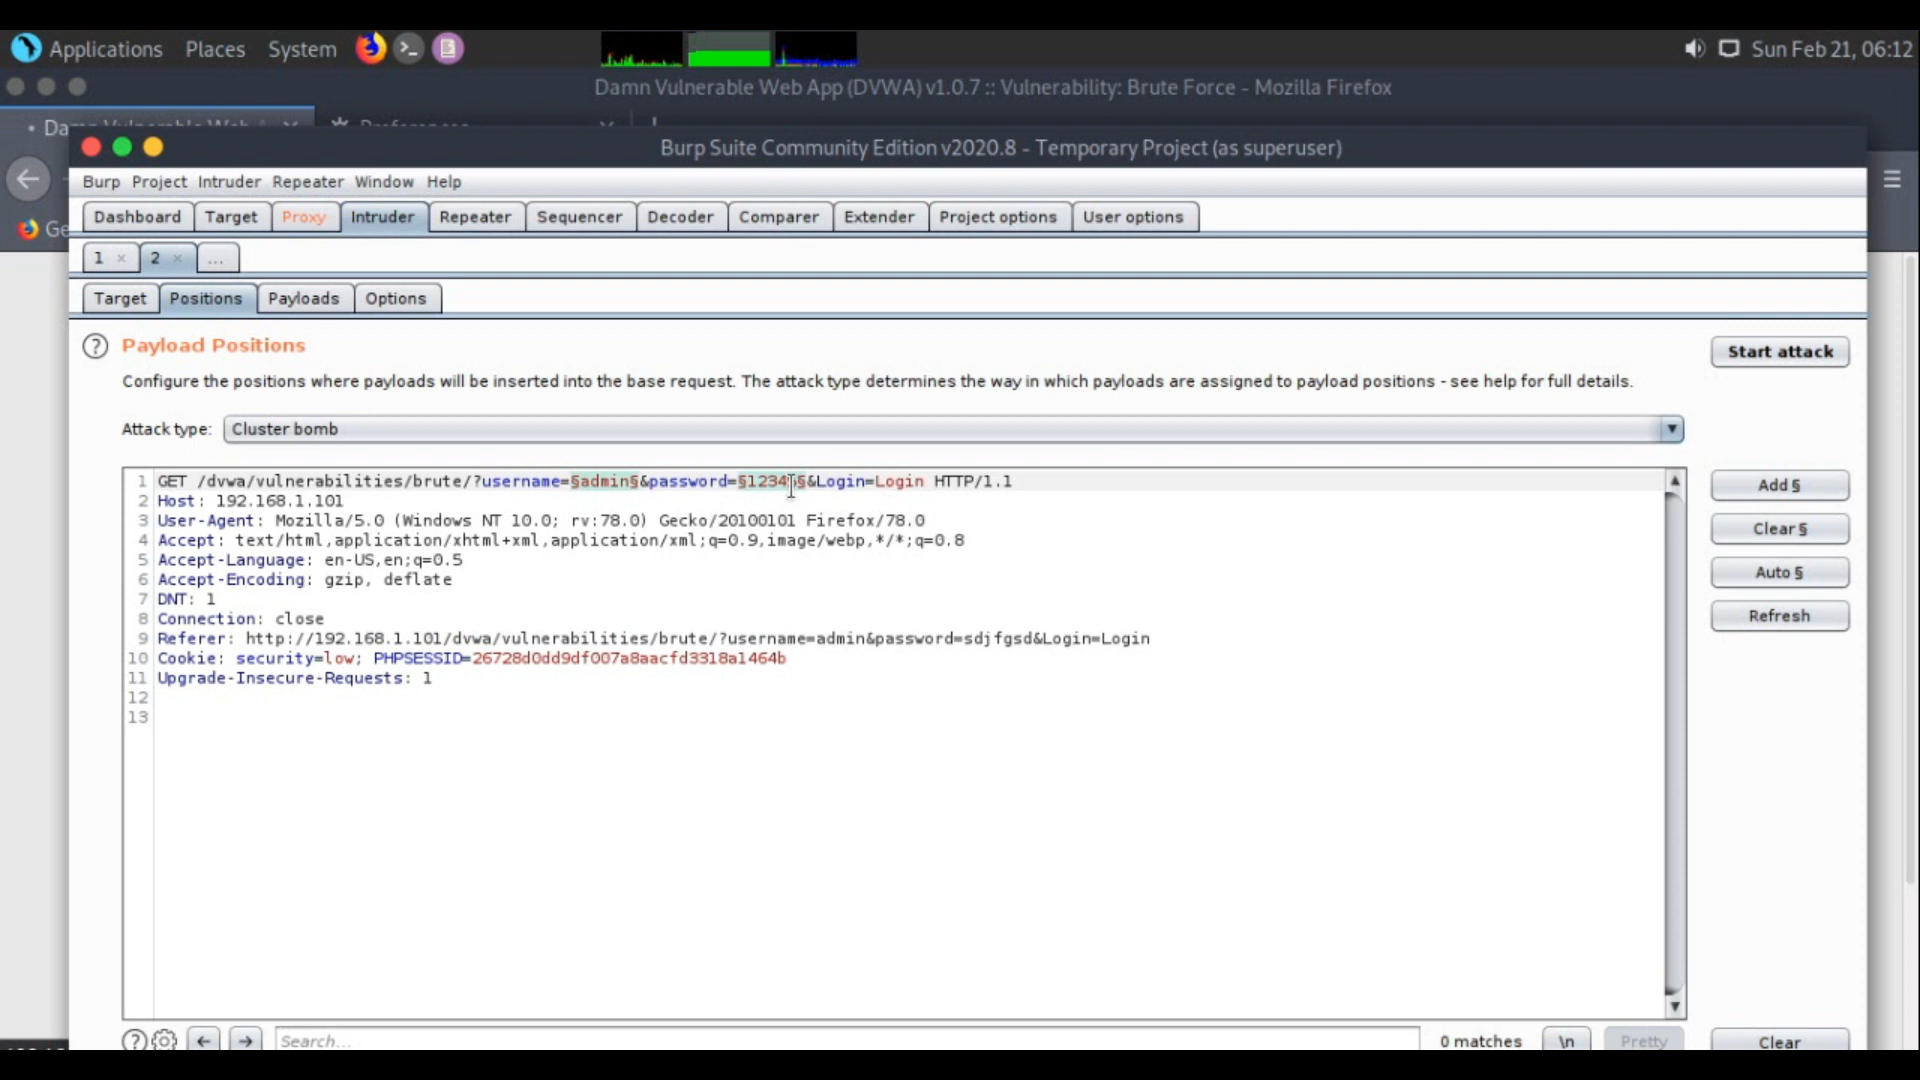 Applications Places System Sun Feb 21, 06:12
Damn Vulnerable Web App (DVWA) v1.0.7 :: Vulnerability: Brute Force - Mozilla Firefox
Burp Suite Community Edition v2020.8 - Temporary Project (as superuser)
Burp Project Intruder Repeater Window Help
Dashboard Target Proxy Intruder Repeater Sequencer Decoder Comparer Extender Project options User options
Ge
1 × 2 × ...
Target Positions Payloads Options
? Payload Positions
Start attack
Configure the positions where payloads will be inserted into the base request. The attack type determines the way in which payloads are assigned to payload positions - see help for full details.
Attack type: Cluster bomb
1 GET /dvwa/vulnerabilities/brute/?username=§admin§&password=§12345§&Login=Login HTTP/1.1
2 Host: 192.168.1.101
3 User-Agent: Mozilla/5.0 (Windows NT 10.0; rv:78.0) Gecko/20100101 Firefox/78.0
4 Accept: text/html,application/xhtml+xml,application/xml;q=0.9,image/webp,*/*;q=0.8
5 Accept-Language: en-US,en;q=0.5
6 Accept-Encoding: gzip, deflate
7 DNT: 1
8 Connection: close
9 Referer: http://192.168.1.101/dvwa/vulnerabilities/brute/?username=admin&password=sdjfgsd&Login=Login
10 Cookie: security=low; PHPSESSID=26728d0dd9df007a8aacfd3318a1464b
11 Upgrade-Insecure-Requests: 1
12
13
Add §
Clear §
Auto §
Refresh
? Search... 0 matches \n Pretty Clear